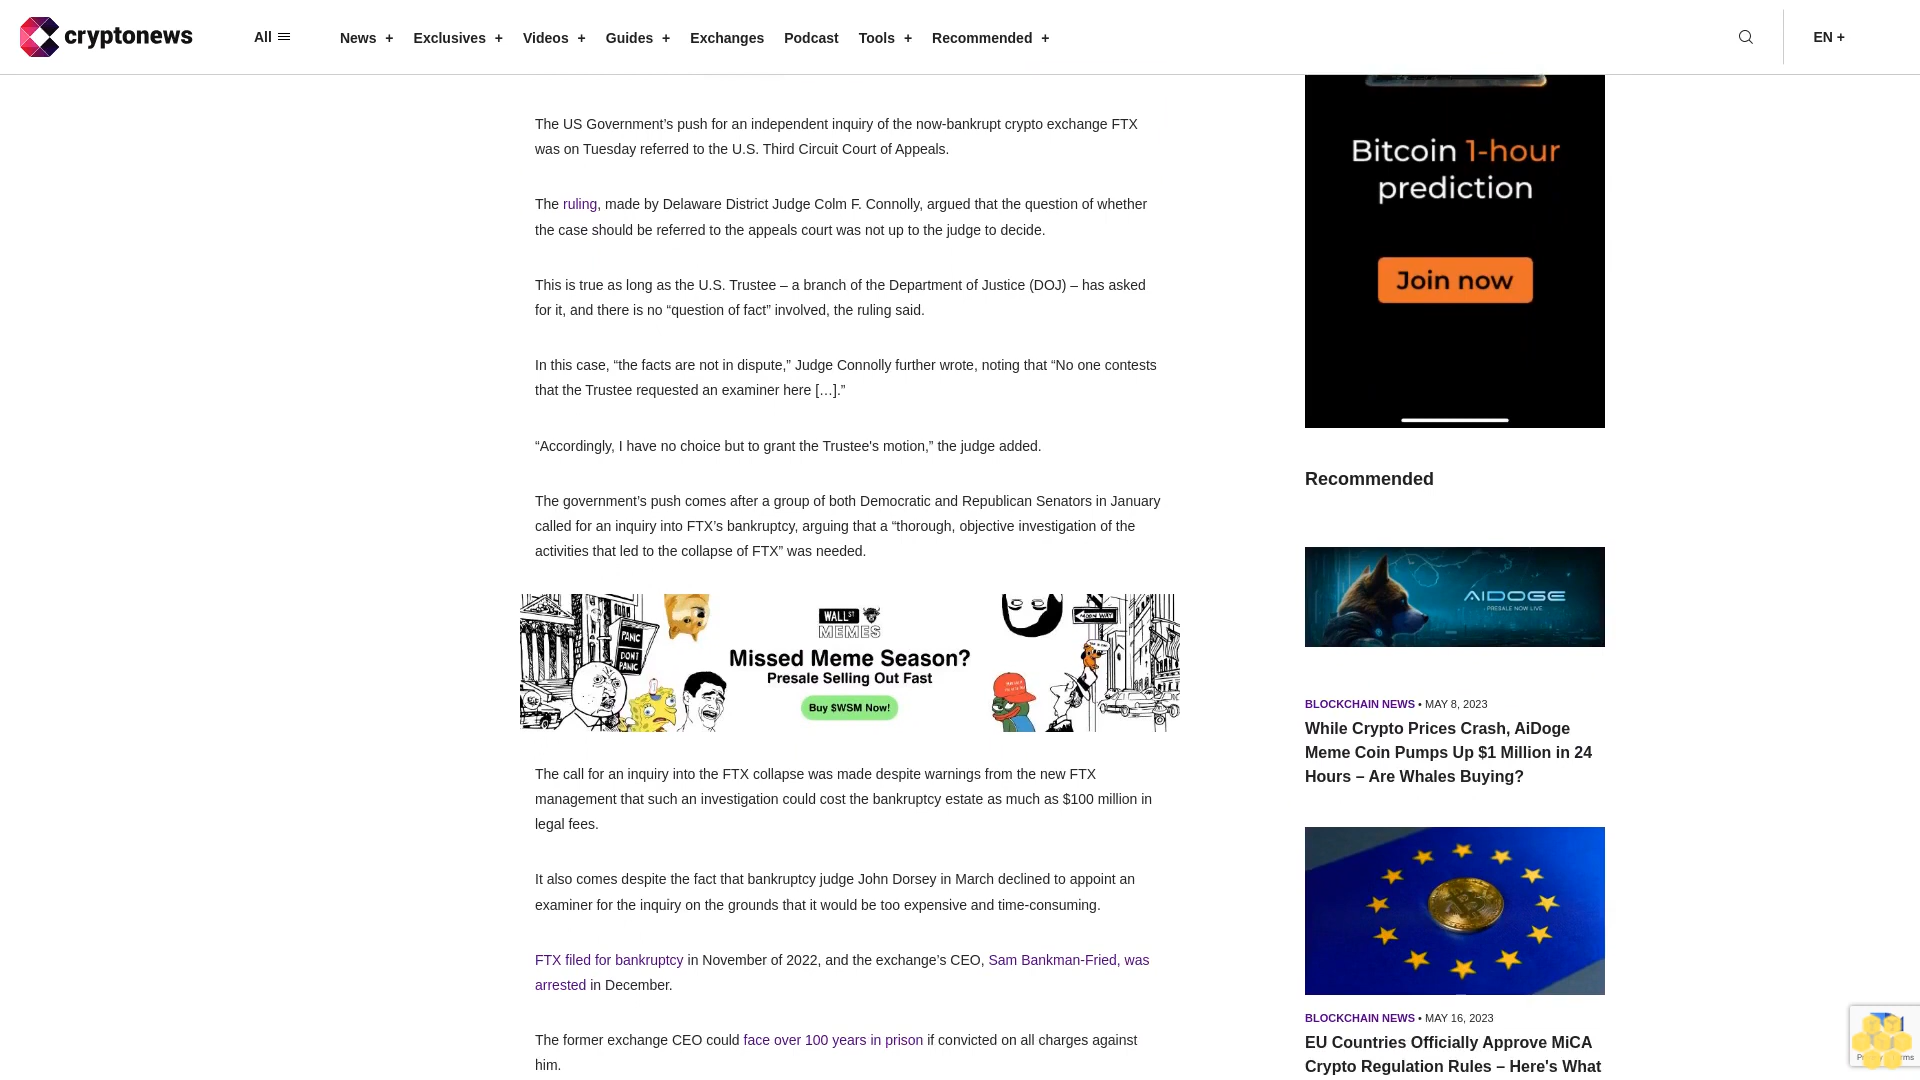 cryptonews
All
News + Exclusives + Videos + Guides + Exchanges Podcast Tools + Recommended +
EN +
The US Government’s push for an independent inquiry of the now-bankrupt crypto exchange FTX
was on Tuesday referred to the U.S. Third Circuit Court of Appeals.
The ruling, made by Delaware District Judge Colm F. Connolly, argued that the question of whether
the case should be referred to the appeals court was not up to the judge to decide.
This is true as long as the U.S. Trustee – a branch of the Department of Justice (DOJ) – has asked
for it, and there is no “question of fact” involved, the ruling said.
In this case, “the facts are not in dispute,” Judge Connolly further wrote, noting that “No one contests
that the Trustee requested an examiner here […].”
“Accordingly, I have no choice but to grant the Trustee's motion,” the judge added.
The government’s push comes after a group of both Democratic and Republican Senators in January
called for an inquiry into FTX’s bankruptcy, arguing that a “thorough, objective investigation of the
activities that led to the collapse of FTX” was needed.
PANIC
DONT
PANIC
WALL ST
MEMES
Missed Meme Season?
Presale Selling Out Fast
Buy $WSM Now!
The call for an inquiry into the FTX collapse was made despite warnings from the new FTX
management that such an investigation could cost the bankruptcy estate as much as $100 million in
legal fees.
It also comes despite the fact that bankruptcy judge John Dorsey in March declined to appoint an
examiner for the inquiry on the grounds that it would be too expensive and time-consuming.
FTX filed for bankruptcy in November of 2022, and the exchange’s CEO, Sam Bankman-Fried, was
arrested in December.
The former exchange CEO could face over 100 years in prison if convicted on all charges against
him.
Bitcoin 1-hour
prediction
Join now
Recommended
AIDOGE
PRESALE NOW LIVE
BLOCKCHAIN NEWS • MAY 8, 2023
While Crypto Prices Crash, AiDoge
Meme Coin Pumps Up $1 Million in 24
Hours – Are Whales Buying?
BLOCKCHAIN NEWS • MAY 16, 2023
EU Countries Officially Approve MiCA
Crypto Regulation Rules – Here's What